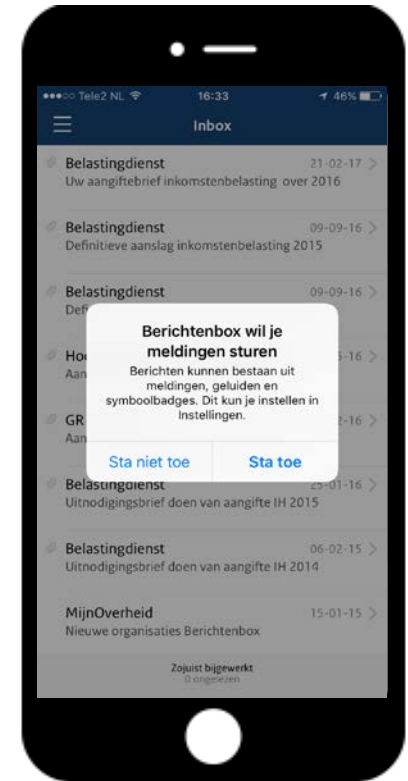 Tele2 NL 16:33 46%
Inbox
Belastingdienst 21-02-17
Uw aangiftebrief inkomstenbelasting over 2016
Belastingdienst 09-09-16
Definitieve aanslag inkomstenbelasting 2015
Belastingdienst 09-09-16
Berichtenbox wil je
meldingen sturen
Berichten kunnen bestaan uit
meldingen, geluiden en
symboolbadges. Dit kun je instellen in
Instellingen.
Sta niet toe Sta toe
GR
Belastingdienst 25-01-16
Uitnodigingsbrief doen van aangifte IH 2015
Belastingdienst 06-02-15
Uitnodigingsbrief doen van aangifte IH 2014
MijnOverheid 15-01-15
Nieuwe organisaties Berichtenbox
Zojuist bijgewerkt
0 ongelezen